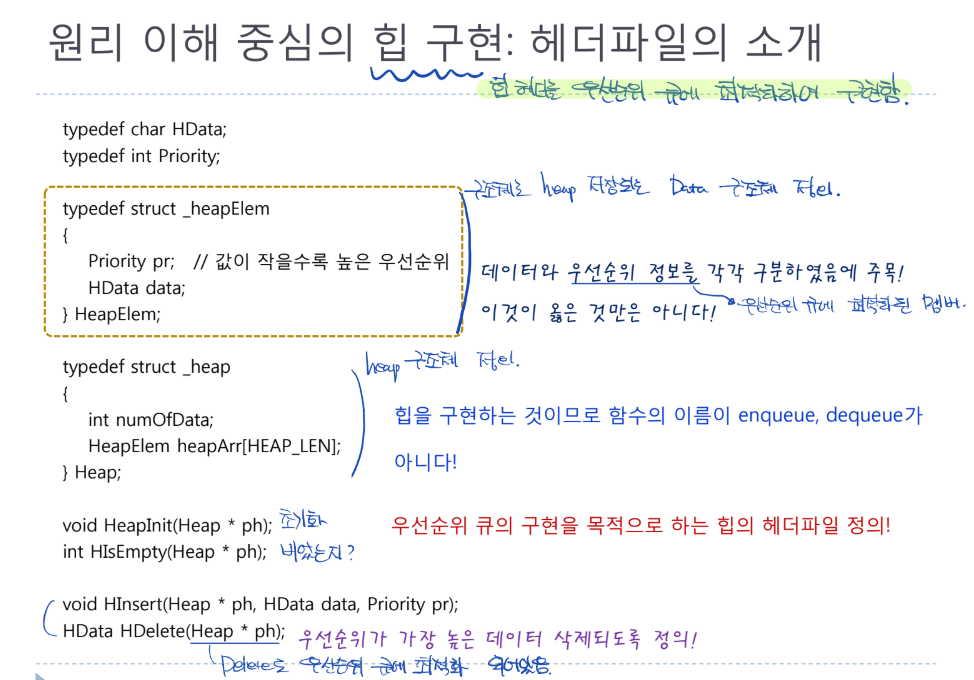 원리 이해 중심의 힙 구현: 헤더파일의 소개
힙 헤더를 우선순위 큐에 최적화하여 구현함.
typedef char HData;
typedef int Priority;
구조체로 heap 저장되는 Data 구조체 정의.
typedef struct _heapElem
{
Priority pr; // 값이 작을수록 높은 우선순위
HData data;
} HeapElem;
데이터와 우선순위 정보를 각각 구분하였음에 주목!
이것이 옳은 것만은 아니다!
우선순위 큐에 최적화된 멤버.
typedef struct _heap
{
int numOfData;
HeapElem heapArr[HEAP_LEN];
} Heap;
heap 구조체 정의.
힙을 구현하는 것이므로 함수의 이름이 enqueue, dequeue가
아니다!
void HeapInit(Heap * ph); 초기화
int HIsEmpty(Heap * ph); 비었는지?
우선순위 큐의 구현을 목적으로 하는 힙의 헤더파일 정의!
void HInsert(Heap * ph, HData data, Priority pr);
HData HDelete(Heap * ph); 우선순위가 가장 높은 데이터 삭제되도록 정의!
Delete도 우선순위 큐에 최적화 되어있음.